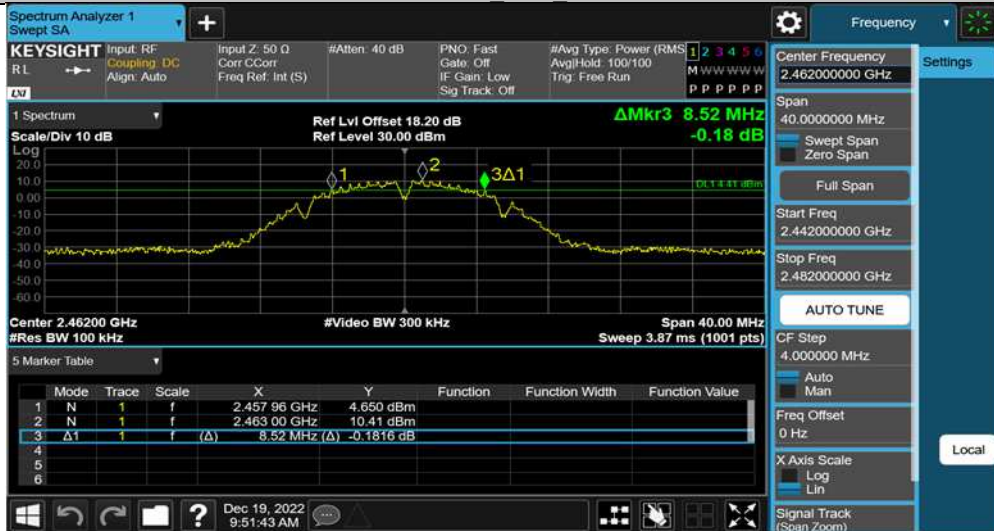 Spectrum Analyzer 1
Swept SA
+
Frequency
KEYSIGHT
RL
LXI
Input: RF
Coupling: DC
Align: Auto
Input Z: 50 Ω
Corr CCorr
Freq Ref: Int (S)
#Atten: 40 dB
PNO: Fast
Gate: Off
IF Gain: Low
Sig Track: Off
#Avg Type: Power (RMS
Avg|Hold: 100/100
Trig: Free Run
1 2 3 4 5 6
M W W W W W
P P P P P P
Center Frequency
2.462000000 GHz
Settings
Span
40.0000000 MHz
Swept Span
Zero Span
Full Span
Start Freq
2.442000000 GHz
Stop Freq
2.482000000 GHz
AUTO TUNE
CF Step
4.000000 MHz
Auto
Man
Freq Offset
0 Hz
X Axis Scale
Log
Lin
Signal Track
(Span Zoom)
Local
1 Spectrum
Scale/Div 10 dB
Ref Lvl Offset 18.20 dB
Ref Level 30.00 dBm
ΔMkr3 8.52 MHz
-0.18 dB
Log
20.0
10.0
0.00
-10.0
-20.0
-30.0
-40.0
-50.0
-60.0
1
2
3Δ1
DL1 4.41 dBm
Center 2.46200 GHz
#Video BW 300 kHz
Span 40.00 MHz
#Res BW 100 kHz
Sweep 3.87 ms (1001 pts)
5 Marker Table
Mode Trace Scale X Y Function Function Width Function Value
1 N 1 f 2.457 96 GHz 4.650 dBm
2 N 1 f 2.463 00 GHz 10.41 dBm
3 Δ1 1 f (Δ) 8.52 MHz (Δ) -0.1816 dB
4
5
6
?
Dec 19, 2022
9:51:43 AM